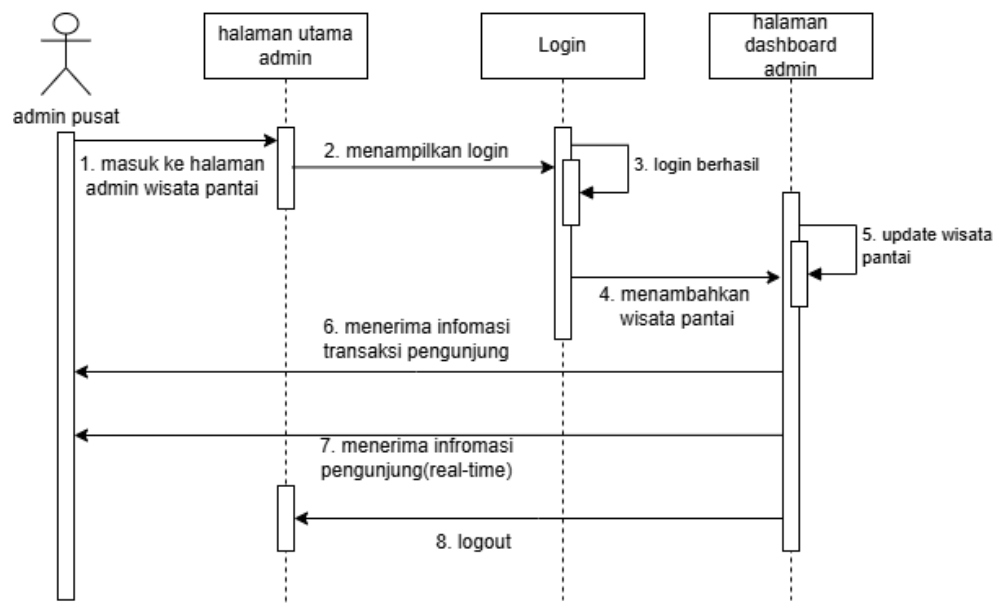 halaman utama
admin
Login
halaman
dashboard
admin
admin pusat
1. masuk ke halaman
admin wisata pantai
2. menampilkan login
3. login berhasil
4. menambahkan
wisata pantai
5. update wisata
pantai
6. menerima infomasi
transaksi pengunjung
7. menerima infromasi
pengunjung(real-time)
8. logout